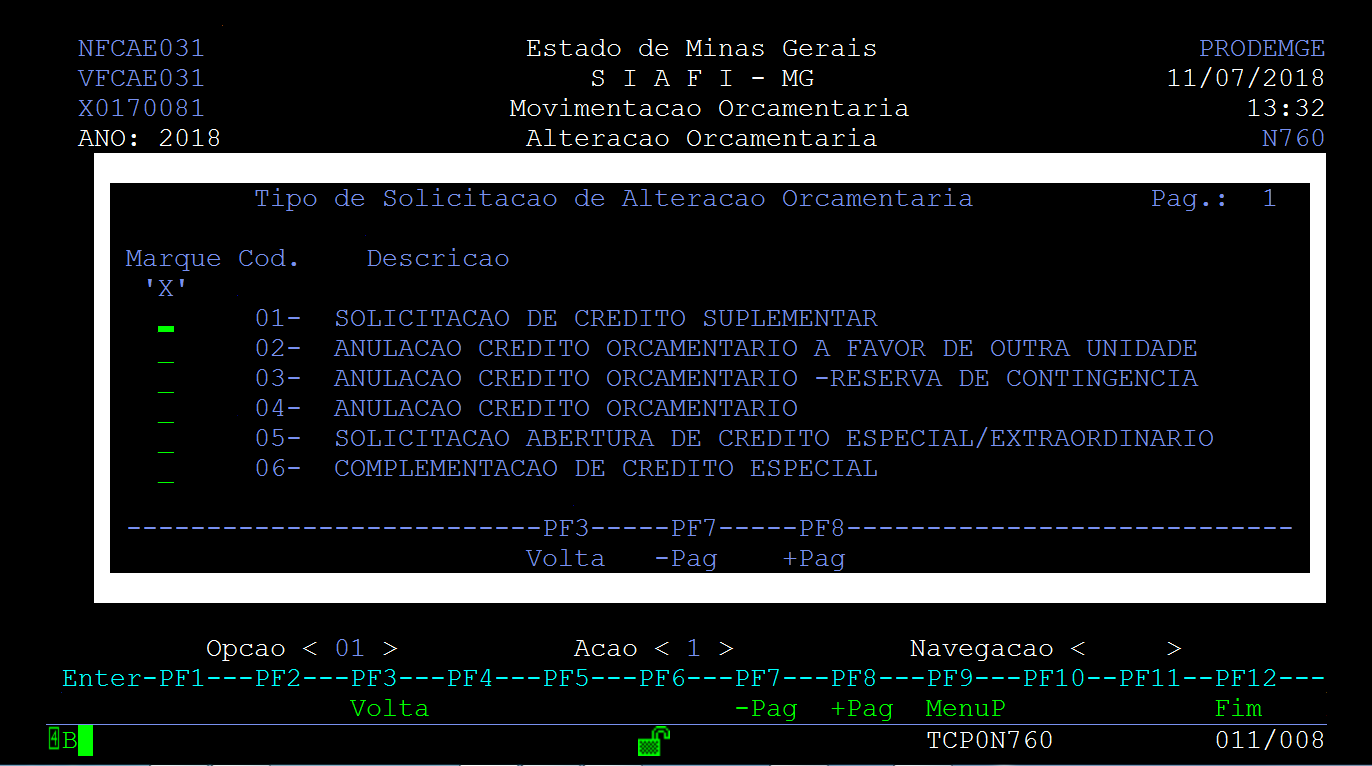 NFCAE031 Estado de Minas Gerais PRODEMGE
VFCAE031 S I A F I - MG 11/07/2018
X0170081 Movimentacao Orcamentaria 13:32
ANO: 2018 Alteracao Orcamentaria N760
Tipo de Solicitacao de Alteracao Orcamentaria Pag.: 1
Marque Cod. Descricao
'X'
_ 01- SOLICITACAO DE CREDITO SUPLEMENTAR
_ 02- ANULACAO CREDITO ORCAMENTARIO A FAVOR DE OUTRA UNIDADE
_ 03- ANULACAO CREDITO ORCAMENTARIO -RESERVA DE CONTINGENCIA
_ 04- ANULACAO CREDITO ORCAMENTARIO
_ 05- SOLICITACAO ABERTURA DE CREDITO ESPECIAL/EXTRAORDINARIO
_ 06- COMPLEMENTACAO DE CREDITO ESPECIAL
--------------------------PF3-----PF7-----PF8----------------------------
Volta -Pag +Pag
Opcao < 01 > Acao < 1 > Navegacao < >
Enter-PF1---PF2---PF3---PF4---PF5---PF6---PF7---PF8---PF9---PF10--PF11--PF12---
Volta -Pag +Pag MenuP Fim
4B TCP0N760 011/008